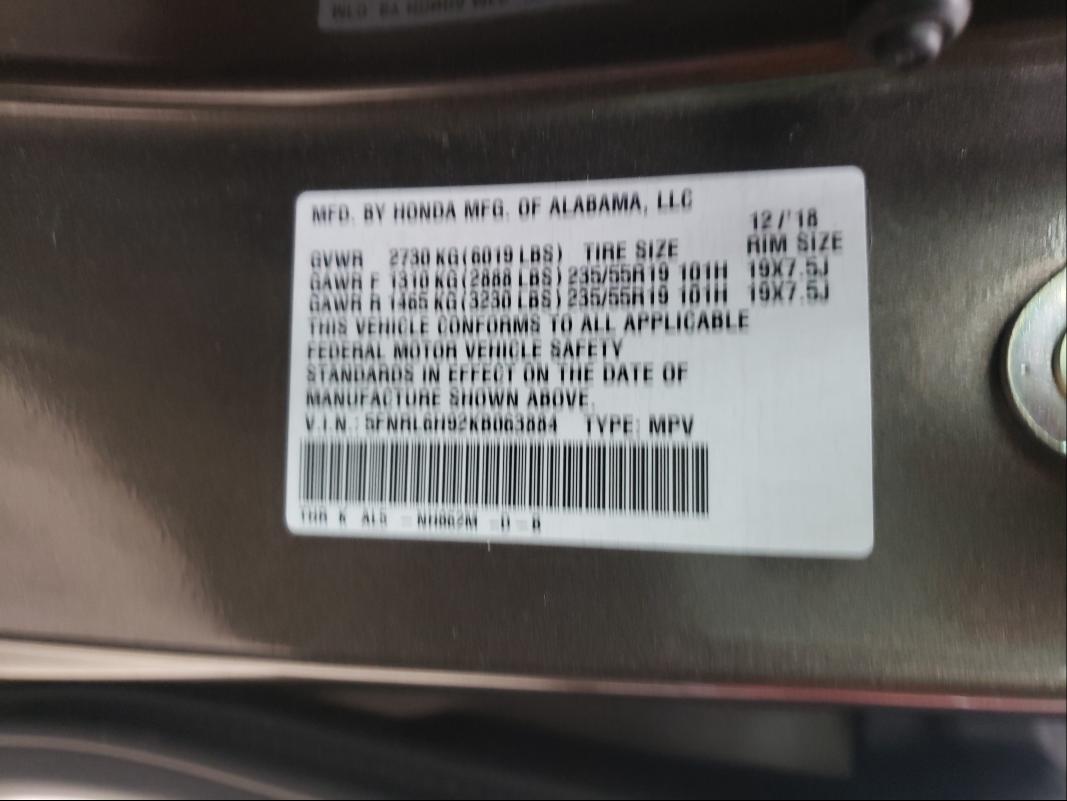 MFD. BY HONDA MFG. OF ALABAMA, LLC
12/'18
GVWR 2730 KG(6019 LBS) TIRE SIZE RIM SIZE
GAWR F 1310 KG(2888 LBS) 235/55R19 101H 19X7.5J
GAWR R 1465 KG(3230 LBS) 235/55R19 101H 19X7.5J
THIS VEHICLE CONFORMS TO ALL APPLICABLE
FEDERAL MOTOR VEHICLE SAFETY
STANDARDS IN EFFECT ON THE DATE OF
MANUFACTURE SHOWN ABOVE.
V.I.N.: 5FNRL6H92KB063884 TYPE: MPV
K